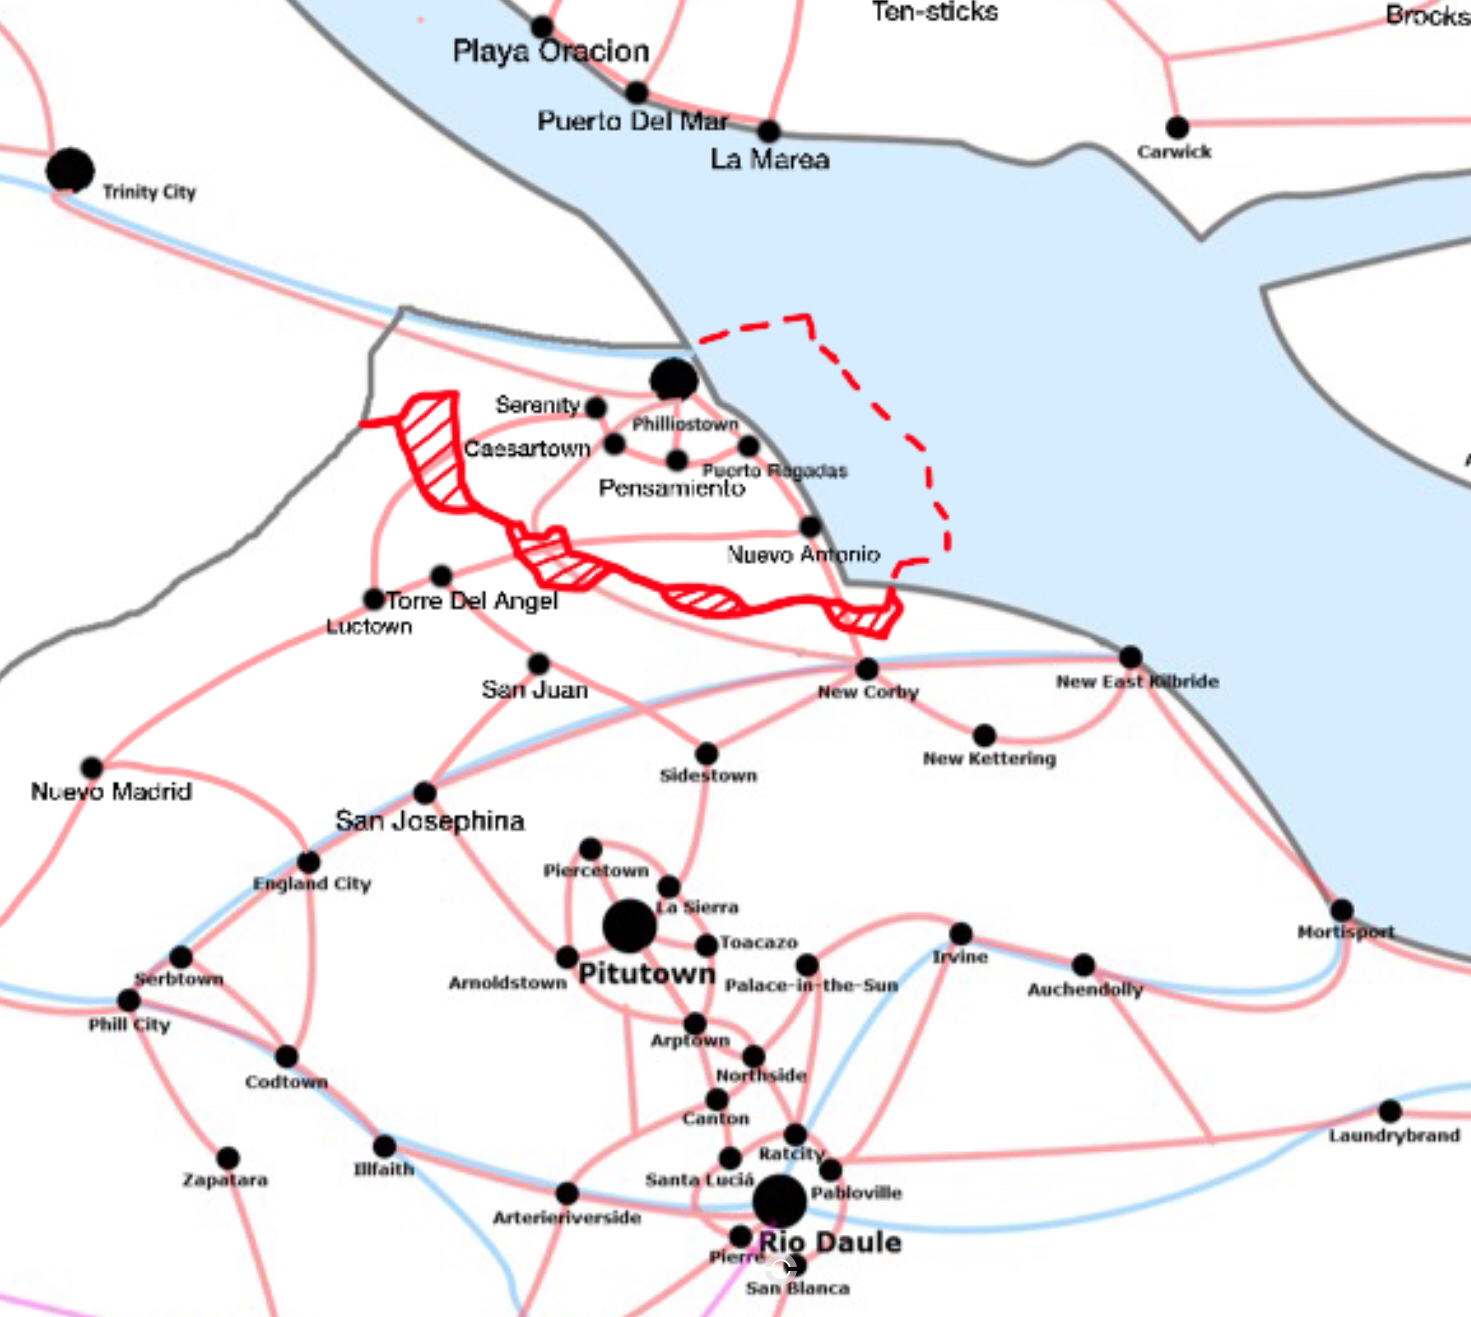 Ten-sticks
Brocks
Playa Oracion
Puerto Del Mar
La Marea
Carwick
Trinity City
Serenity
Philliostown
Caesartown
Puerto Rogadas
Pensamiento
Nuevo Antonio
Torre Del Angel
Luctown
San Juan
New Corby
New East Kilbride
New Kettering
Sidestown
Nuevo Madrid
San Josephina
Piercetown
England City
La Sierra
Toacazo
Mortisport
Irvine
Serbtown
Arnoldstown
Pitutown
Palace-in-the-Sun
Auchendolly
Phill City
Arptown
Northside
Codtown
Canton
Laundrybrand
Ratcity
Illfaith
Zapatara
Santa Luciá
Pabloville
Arterieriverside
Rio Daule
Pierre
San Blanca